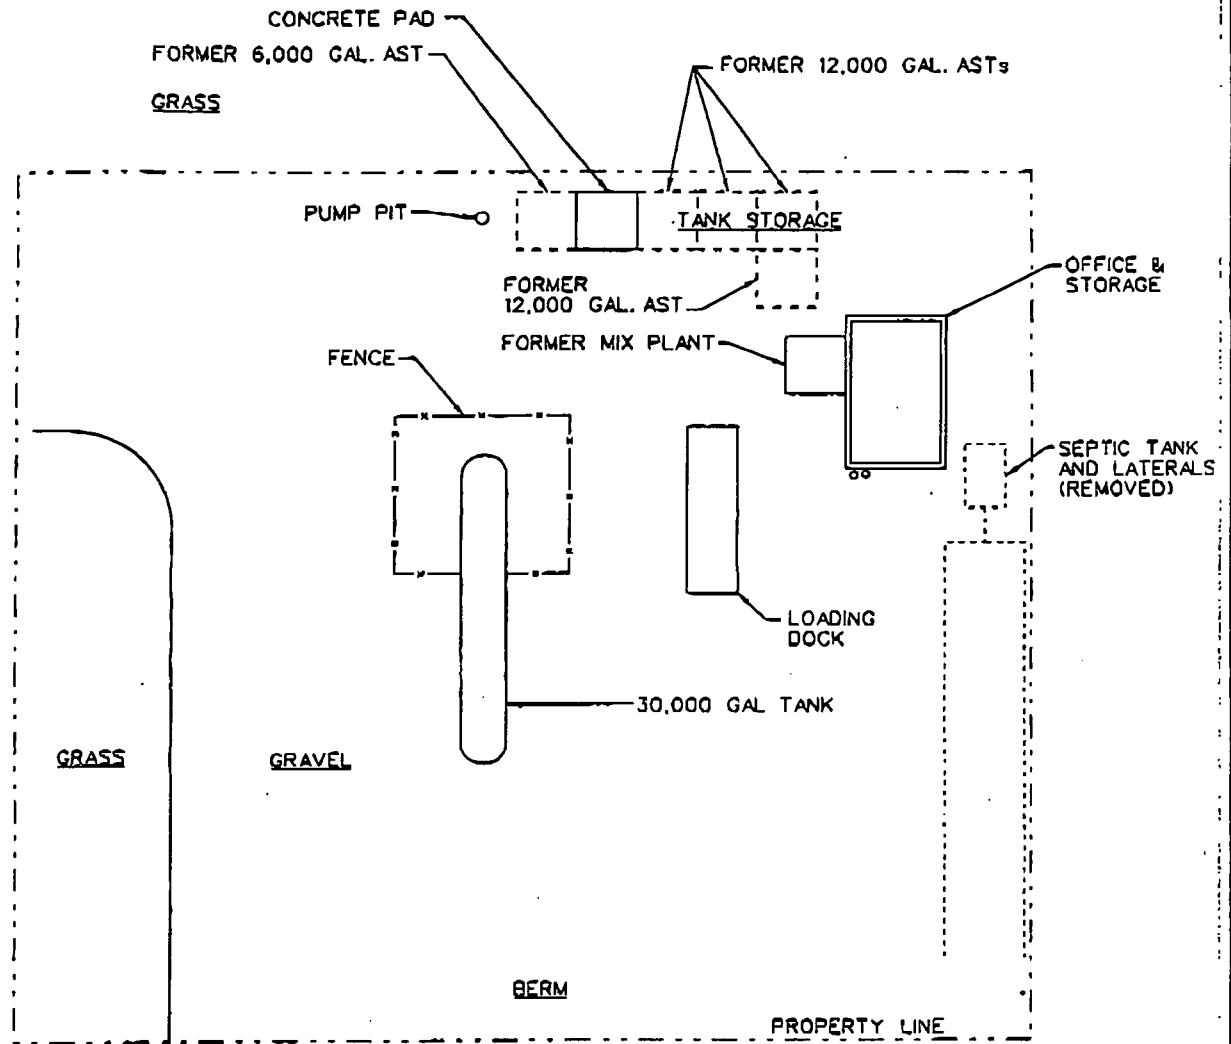 CONCRETE PAD
FORMER 6,000 GAL. AST
FORMER 12,000 GAL. ASTs
GRASS
PUMP PIT
TANK STORAGE
OFFICE &
STORAGE
FORMER
12,000 GAL. AST
FORMER MIX PLANT
FENCE
SEPTIC TANK
AND LATERALS
(REMOVED)
LOADING
DOCK
30,000 GAL TANK
GRASS
GRAVEL
BERM
PROPERTY LINE